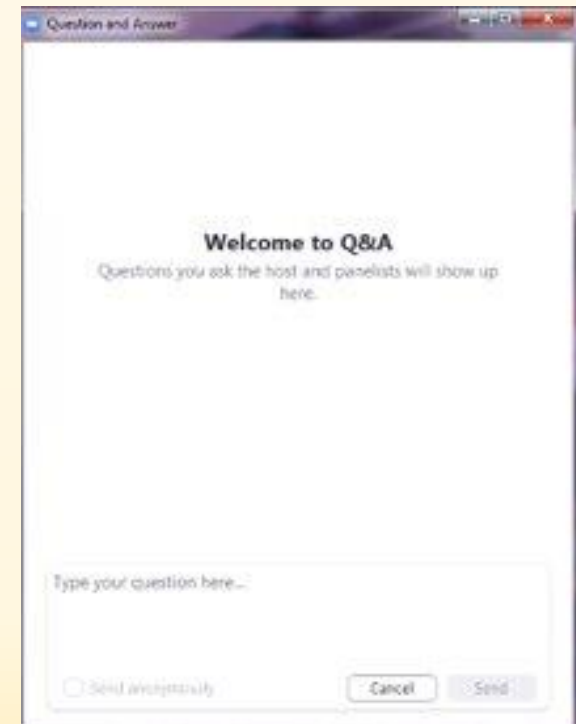 Question and Answer
Welcome to Q&A
Questions you ask the host and panelists will show up
here.
Type your question here...
Send anonymously
Cancel
Send